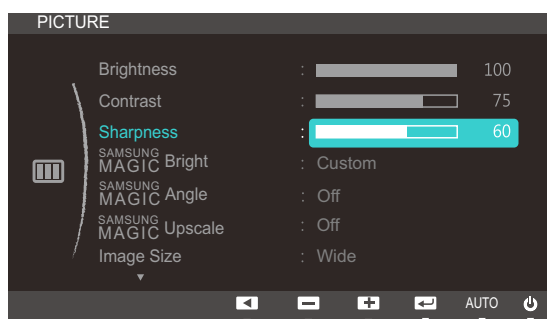 PICTURE
Brightness : 100
Contrast : 75
Sharpness : 60
SAMSUNG MAGIC Bright : Custom
SAMSUNG MAGIC Angle : Off
SAMSUNG MAGIC Upscale : Off
Image Size : Wide
AUTO